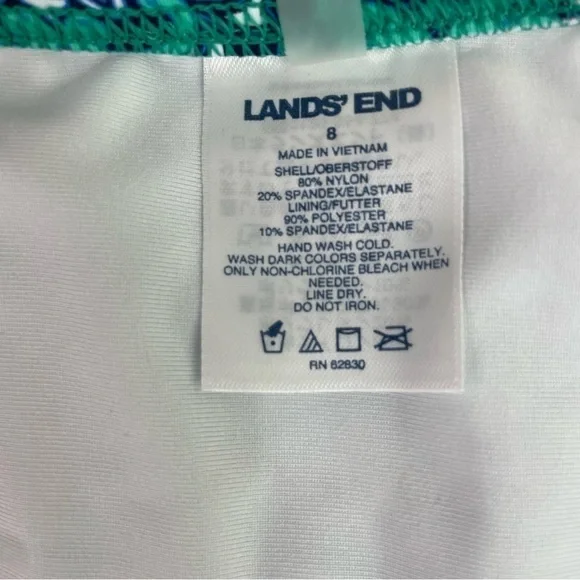 LANDS' END
8
MADE IN VIETNAM
SHELL/OBERSTOFF
80% NYLON
20% SPANDEX/ELASTANE
LINING/FUTTER
90% POLYESTER
10% SPANDEX/ELASTANE
HAND WASH COLD.
WASH DARK COLORS SEPARATELY.
ONLY NON-CHLORINE BLEACH WHEN
NEEDED.
LINE DRY.
DO NOT IRON.
RN 62830